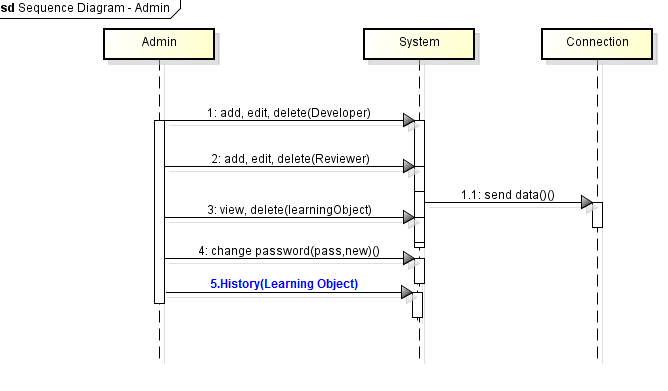 sd Sequence Diagram - Admin
Admin
System
Connection
1: add, edit, delete(Developer)
2: add, edit, delete(Reviewer)
1.1: send data()()
3: view, delete(learningObject)
4: change password(pass,new)()
5.History(Learning Object)